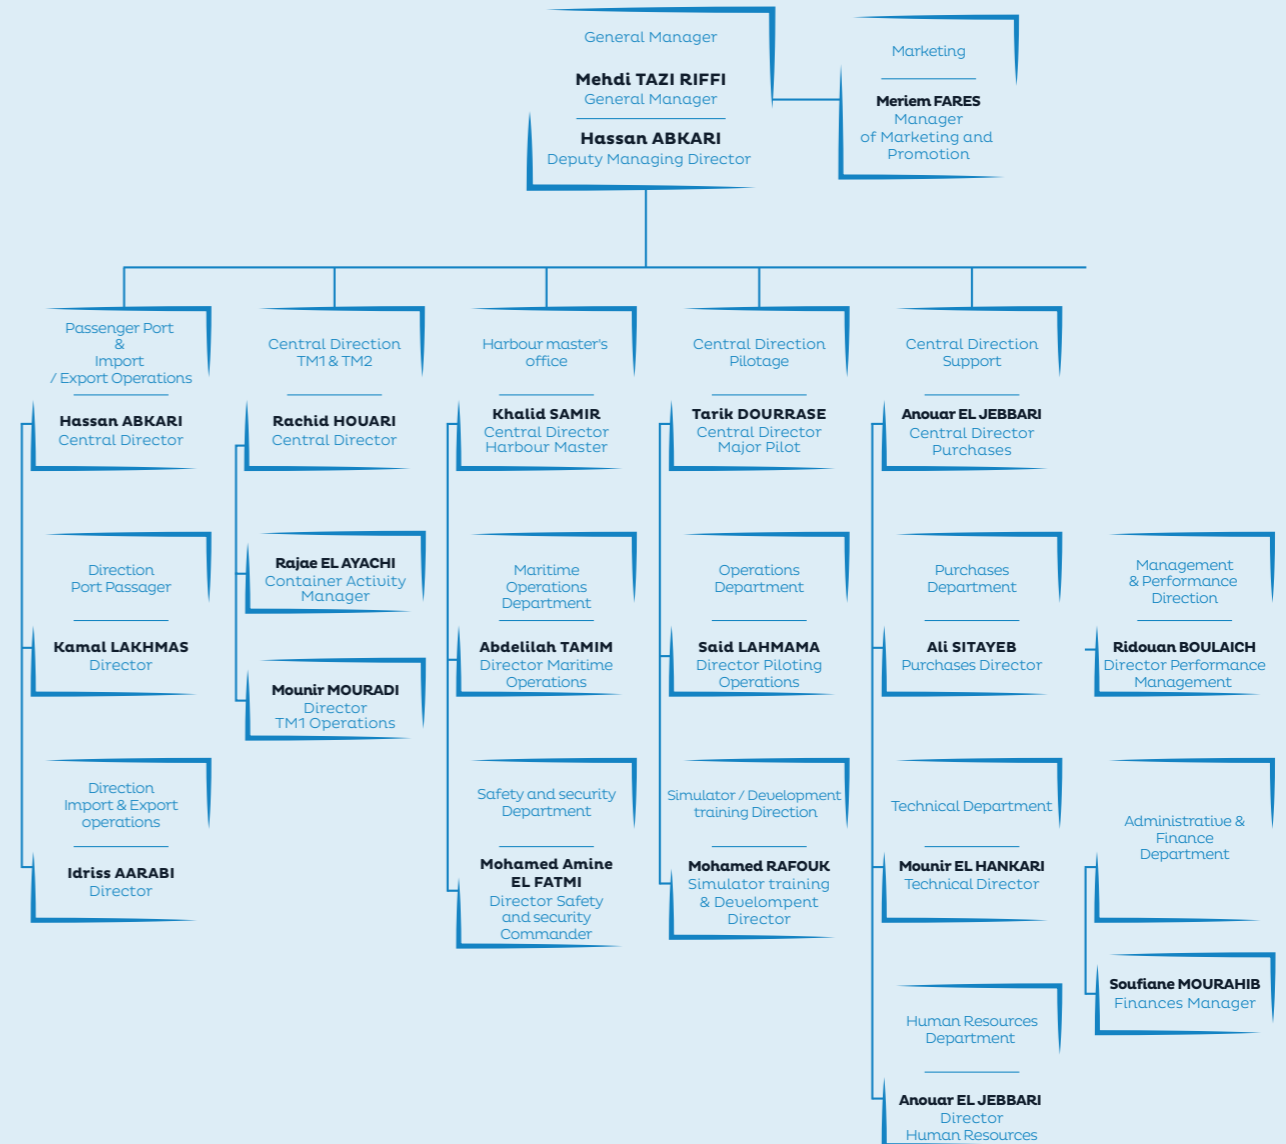 General Manager
Mehdi TAZI RIFFI
General Manager
Hassan ABKARI
Deputy Managing Director
Marketing
Meriem FARES
Manager
of Marketing and
Promotion
Passenger Port
&
Import
/ Export Operations
Hassan ABKARI
Central Director
Direction
Port Passager
Kamal LAKHMAS
Director
Direction
Import & Export
operations
Idriss AARABI
Director
Central Direction
TM1 & TM2
Rachid HOUARI
Central Director
Rajae EL AYACHI
Container Activity
Manager
Mounir MOURADI
Director
TM1 Operations
Harbour master's
office
Khalid SAMIR
Central Director
Harbour Master
Maritime
Operations
Department
Abdelilah TAMIM
Director Maritime
Operations
Safety and security
Department
Mohamed Amine
EL FATMI
Director Safety
and security
Commander
Central Direction
Pilotage
Tarik DOURRASE
Central Director
Major Pilot
Operations
Department
Said LAHMAMA
Director Piloting
Operations
Simulator / Development
training Direction
Mohamed RAFOUK
Simulator training
& Develompent
Director
Central Direction
Support
Anouar EL JEBBARI
Central Director
Purchases
Purchases
Department
Ali SITAYEB
Purchases Director
Technical Department
Mounir EL HANKARI
Technical Director
Human Resources
Department
Anouar EL JEBBARI
Director
Human Resources
Management
& Performance
Direction
Ridouan BOULAICH
Director Performance
Management
Administrative &
Finance
Department
Soufiane MOURAHIB
Finances Manager